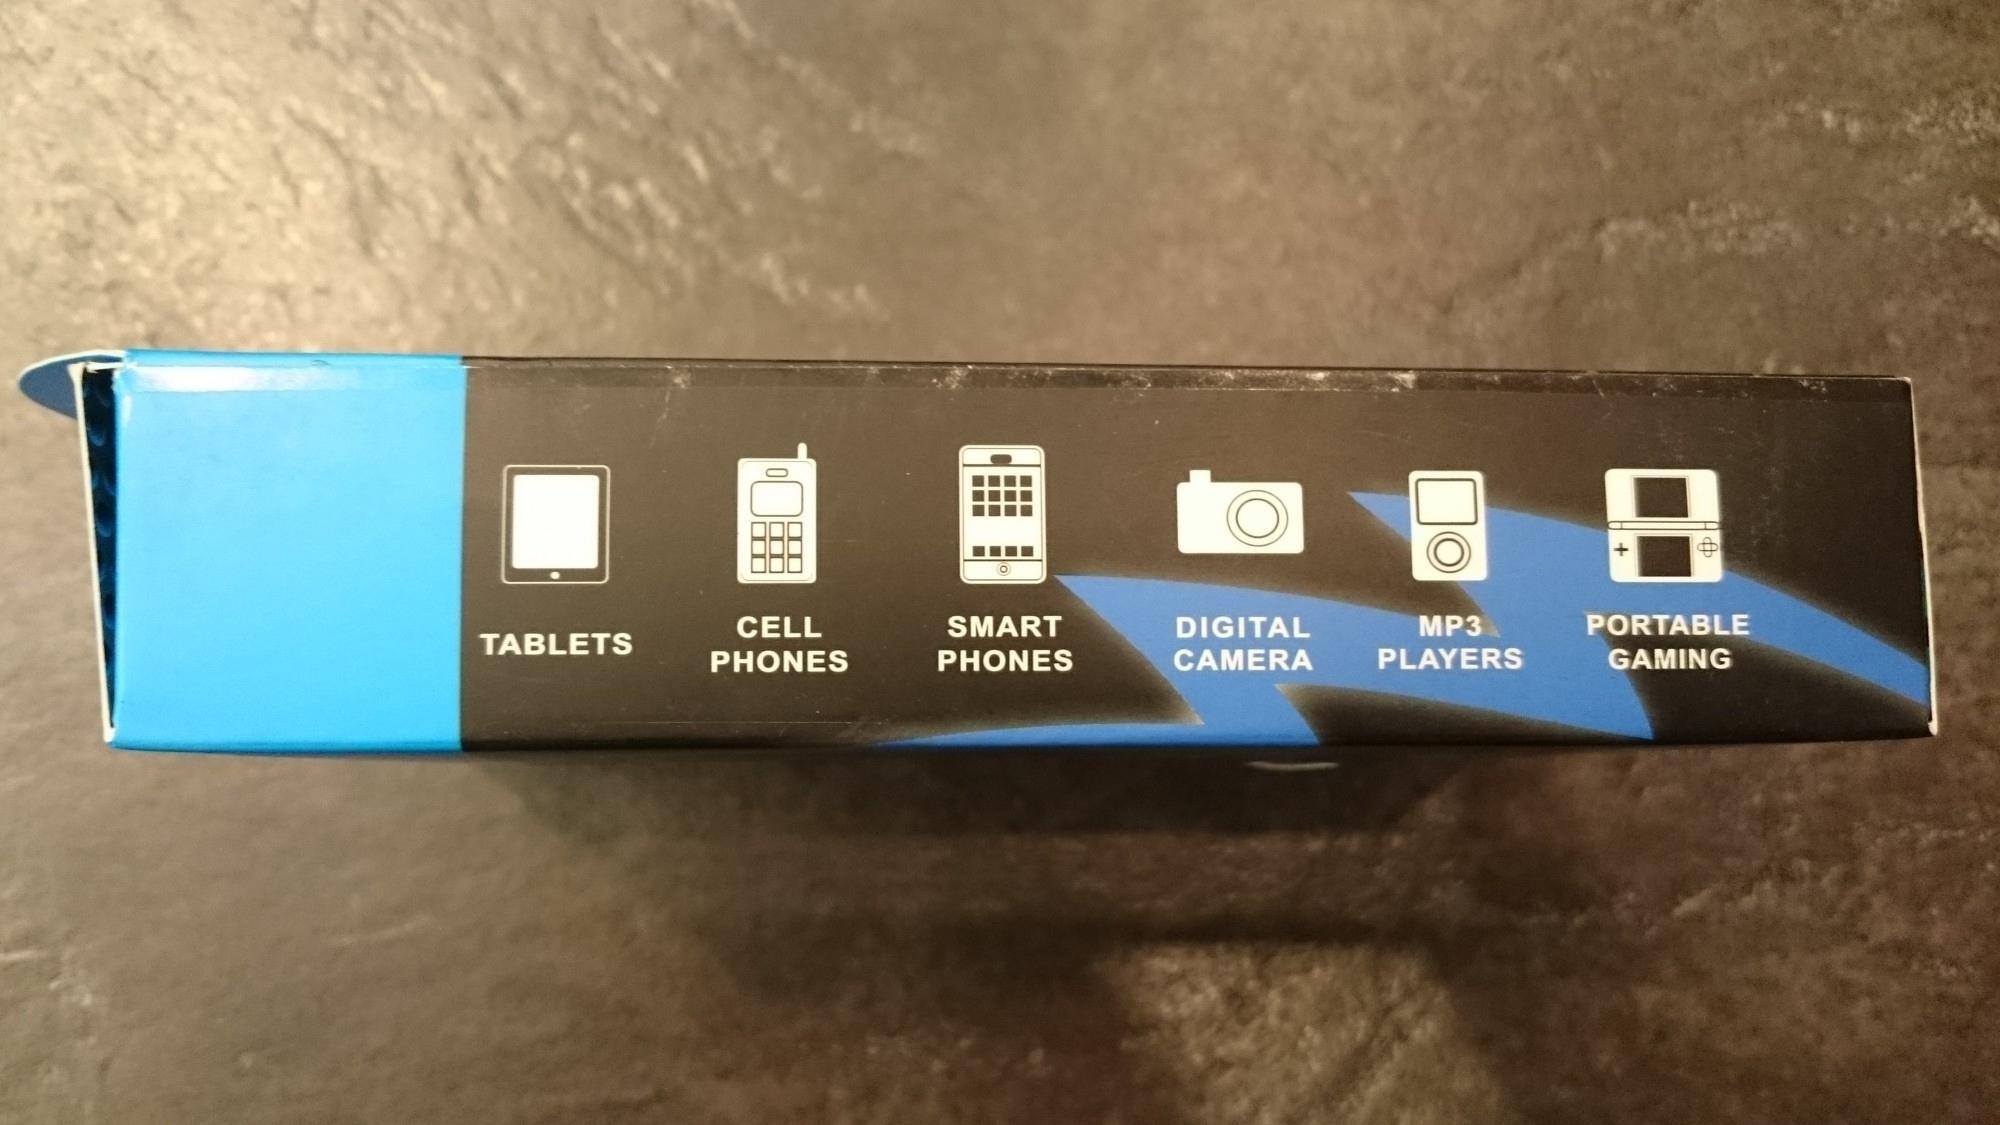 TABLETS
CELL
PHONES
SMART
PHONES
DIGITAL
CAMERA
MP3
PLAYERS
PORTABLE
GAMING